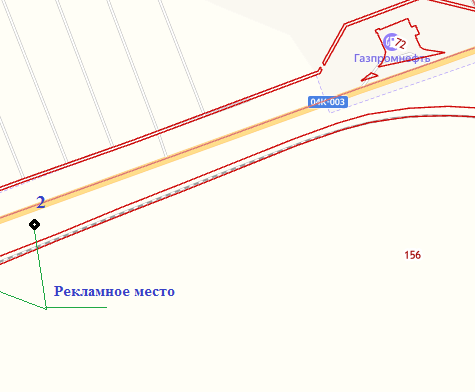 72
Газпромнефть
04К-003
2
156
Рекламное место